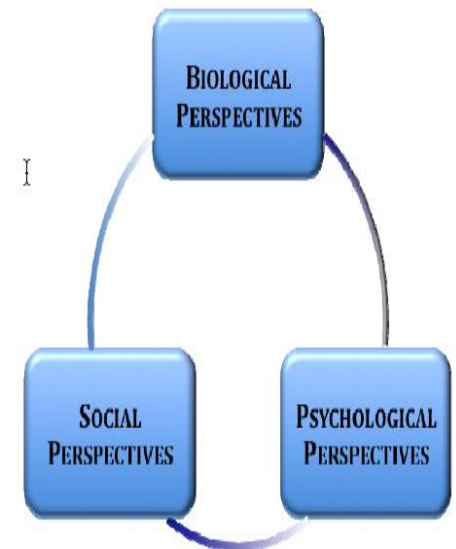 BIOLOGICAL
PERSPECTIVES
SOCIAL
PERSPECTIVES
PSYCHOLOGICAL
PERSPECTIVES